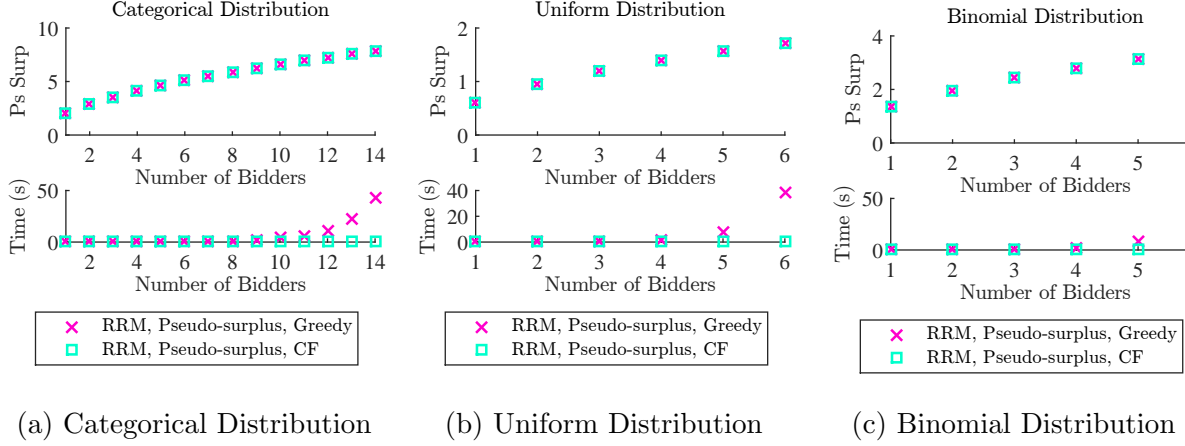 Categorical Distribution
10
5
0
Ps Surp
2 4 6 8 10 12 14
Number of Bidders
50
0
Time (s)
2 4 6 8 10 12 14
Number of Bidders
RRM, Pseudo-surplus, Greedy
RRM, Pseudo-surplus, CF
(a) Categorical Distribution
Uniform Distribution
2
1
0
Ps Surp
1 2 3 4 5 6
Number of Bidders
40
20
0
Time (s)
1 2 3 4 5 6
Number of Bidders
RRM, Pseudo-surplus, Greedy
RRM, Pseudo-surplus, CF
(b) Uniform Distribution
Binomial Distribution
4
2
0
Ps Surp
1 2 3 4 5
Number of Bidders
50
0
Time (s)
1 2 3 4 5
Number of Bidders
RRM, Pseudo-surplus, Greedy
RRM, Pseudo-surplus, CF
(c) Binomial Distribution